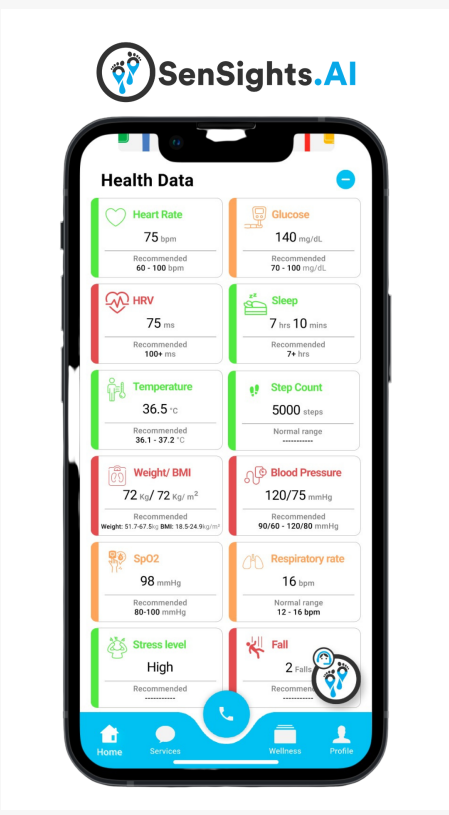 SenSights.AI
Health Data
Heart Rate
75 bpm
Recommended
60 - 100 bpm
Glucose
140 mg/dL
Recommended
70 - 100 mg/dL
HRV
75 ms
Recommended
100+ ms
Sleep
7 hrs 10 mins
Recommended
7+ hrs
Temperature
36.5 °C
Recommended
36.1 - 37.2 °C
Step Count
5000 steps
Normal range
-----------
Weight/ BMI
72 Kg/ 72 Kg/ m²
Recommended
Weight: 51.7-67.5kg BMI: 18.5-24.9kg/m²
Blood Pressure
120/75 mmHg
Recommended
90/60 - 120/80 mmHg
SpO2
98 mmHg
Recommended
80-100 mmHg
Respiratory rate
16 bpm
Normal range
12 - 16 bpm
Stress level
High
Recommended
-----------
Fall
2 Falls
Recommen
-----------
Home
Services
Wellness
Profile